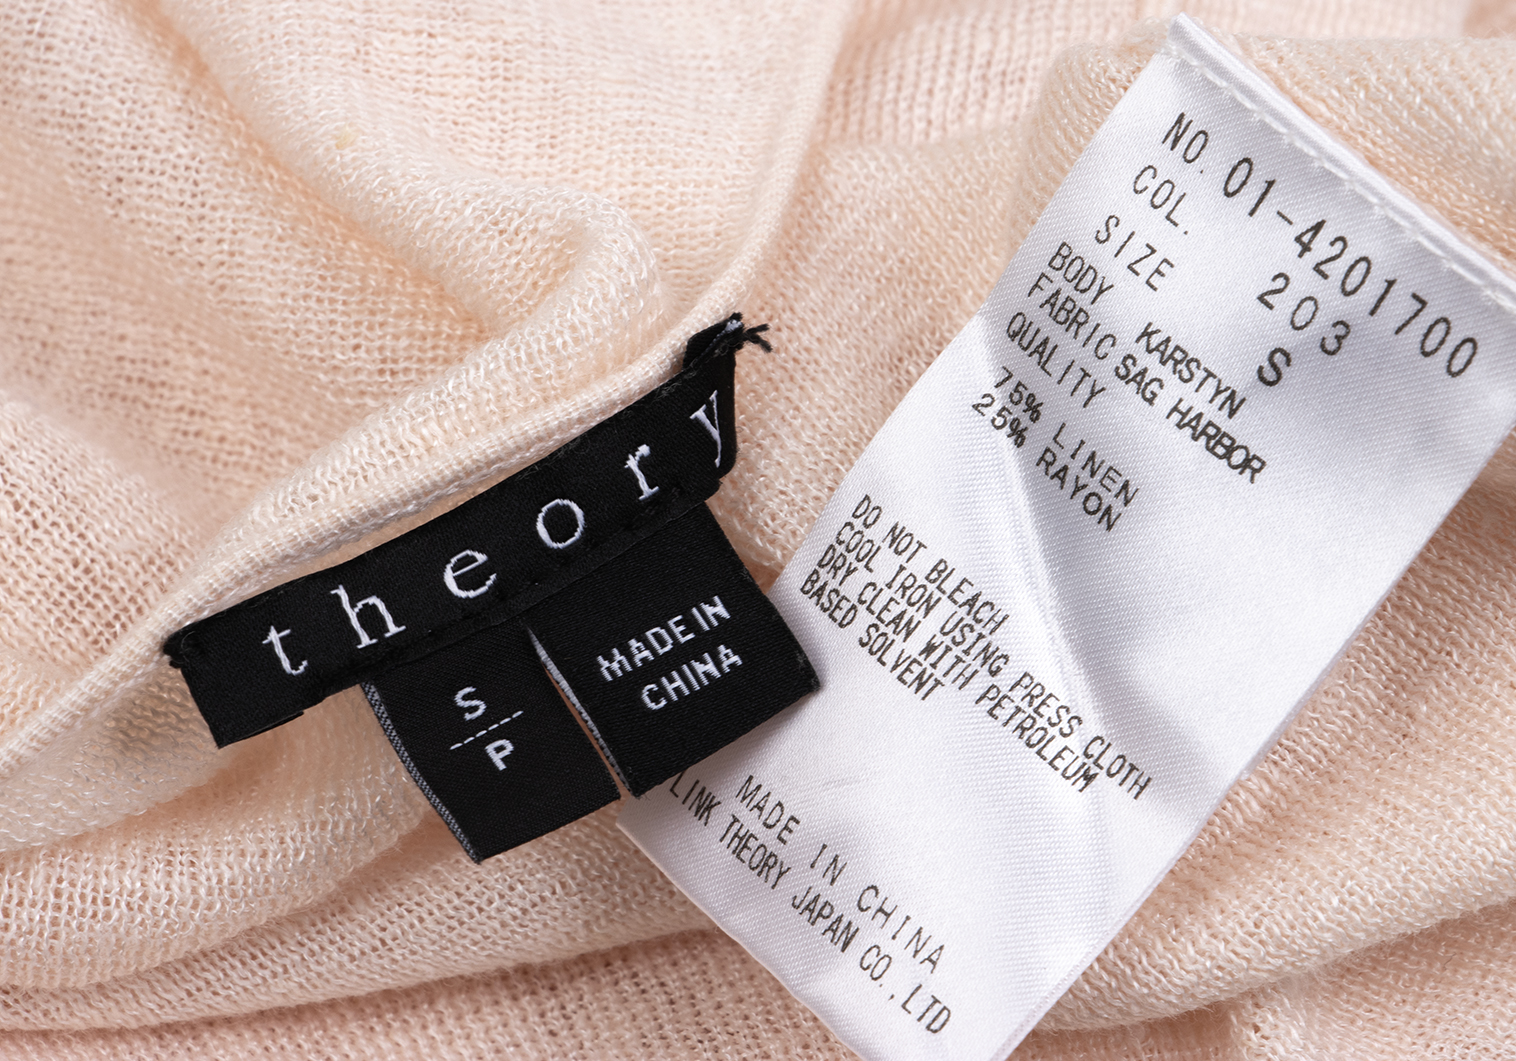 theory
S
P
MADE IN
CHINA
NO. 01-4201700
COL. 203
SIZE S
BODY KARSTYN
FABRIC SAG HARBOR
QUALITY
75% LINEN
25% RAYON
DO NOT BLEACH
COOL IRON USING PRESS CLOTH
DRY CLEAN WITH PETROLEUM
BASED SOLVENT
MADE IN CHINA
LINK THEORY JAPAN CO.,LTD